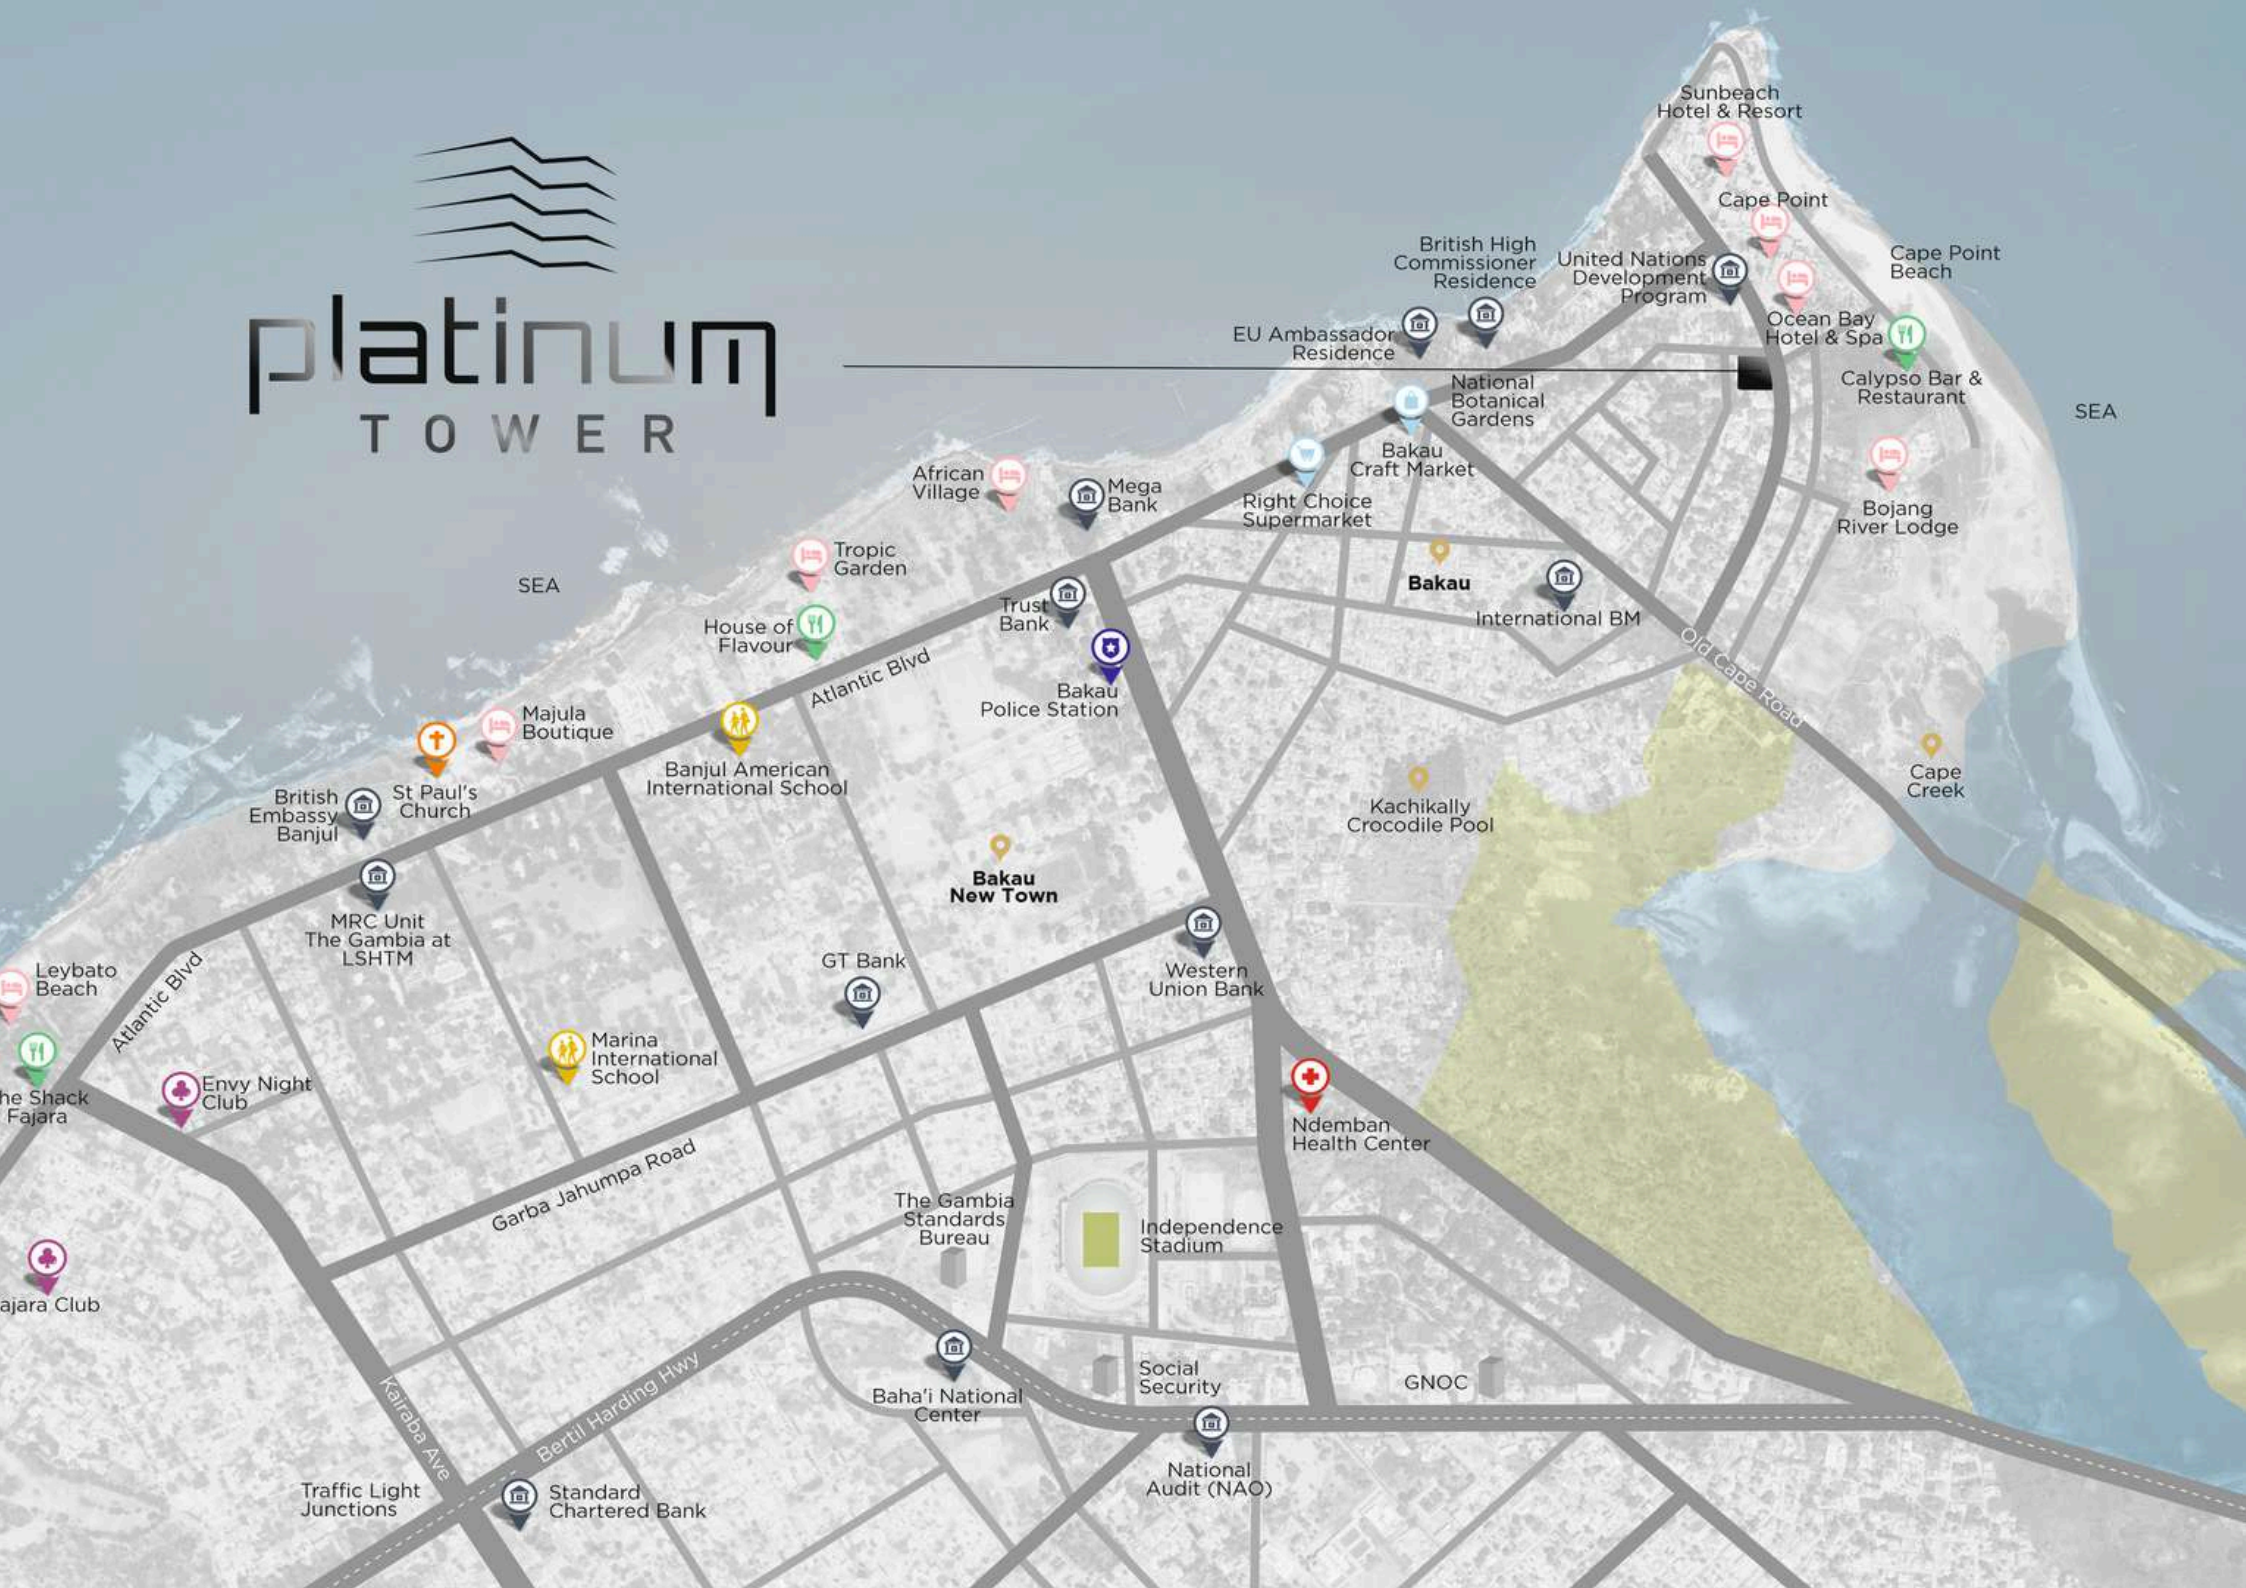 platinum
TOWER
Sunbeach
Hotel & Resort
Cape Point
Cape Point
Beach
British High
Commissioner
Residence
United Nations
Development
Program
EU Ambassador
Residence
Ocean Bay
Hotel & Spa
Calypso Bar &
Restaurant
SEA
National
Botanical
Gardens
Bakau
Craft Market
Right Choice
Supermarket
Bojang
River Lodge
African
Village
Mega
Bank
Tropic
Garden
SEA
Trust
Bank
House of
Flavour
Atlantic Blvd
Bakau
Police Station
Bakau
International BM
Old Cape Road
Majula
Boutique
Banjul American
International School
British
Embassy
Banjul
St Paul's
Church
Kachikally
Crocodile Pool
Cape
Creek
Bakau
New Town
MRC Unit
The Gambia at
LSHTM
Leybato
Beach
Atlantic Blvd
GT Bank
Western
Union Bank
Marina
International
School
Envy Night
Club
he Shack
Fajara
Ndemban
Health Center
Garba Jahumpa Road
The Gambia
Standards
Bureau
Independence
Stadium
ajara Club
Kairaba Ave
Bertil Harding Hwy
Baha'i National
Center
Social
Security
GNOC
Traffic Light
Junctions
Standard
Chartered Bank
National
Audit (NAO)